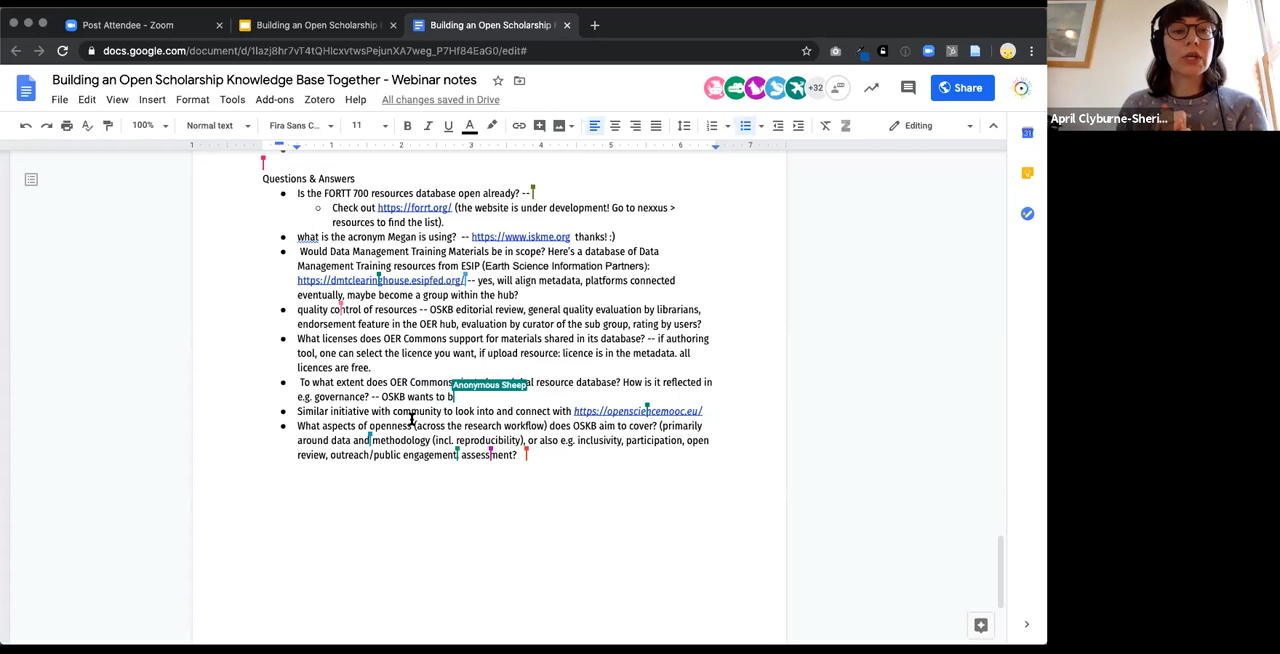 Post Attendee - Zoom
Building an Open Scholarship
Building an Open Scholarship
docs.google.com/document/d/1Iazj8hr7vT4tQHlcxvtwsPejunXA7weg_P7Hf84EaG0/edit#
Building an Open Scholarship Knowledge Base Together - Webinar notes
File Edit View Insert Format Zotero Tools Add-ons Help All changes saved in Drive
+32
Share
100% Normal text Fira Sans C... 11 Editing
1 1 2 3 4 5 6 7
Questions & Answers
Is the FORTT 700 resources database open already? --
Check out https://forrt.org/ (the website is under development! Go to nexxus >
resources to find the list).
what is the acronym Megan is using? -- https://www.iskme.org thanks! :)
Would Data Management Training Materials be in scope? Here's a database of Data
Management Training resources from ESIP (Earth Science Information Partners):
https://dmtclearinghouse.esipfed.org/ -- yes, will align metadata, platforms connected
eventually, maybe become a group within the hub?
quality control of resources -- OSKB editorial review, general quality evaluation by librarians,
endorsement feature in the OER hub, evaluation by curator of the sub group, rating by users?
What licenses does OER Commons support for materials shared in its database? -- if authoring
tool, one can select the licence you want, if upload resource: licence is in the metadata. all
licences are free.
To what extent does OER Commons resource database? How is it reflected in
Anonymous Sheep
e.g. governance? -- OSKB wants to b
Similar initiative with community to look into and connect with https://opensciencemooc.eu/
What aspects of openness (across the research workflow) does OSKB aim to cover? (primarily
around data and methodology (incl. reproducibility), or also e.g. inclusivity, participation, open
review, outreach/public engagement, assessment?
April Clyburne-Sheri...